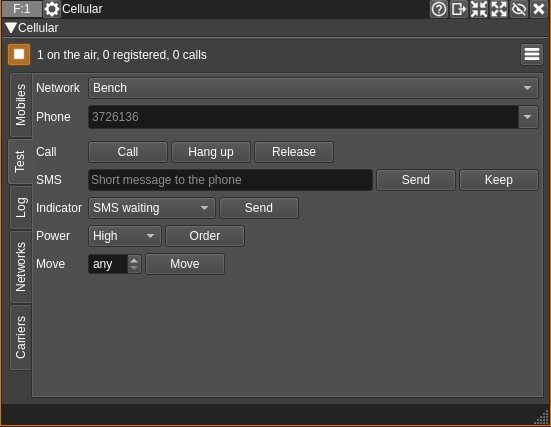 F:1 Cellular
Cellular
1 on the air, 0 registered, 0 calls
Mobiles
Test
Log
Networks
Carriers
Network Bench
Phone 3726136
Call Call Hang up Release
SMS Short message to the phone Send Keep
Indicator SMS waiting Send
Power High Order
Move any Move